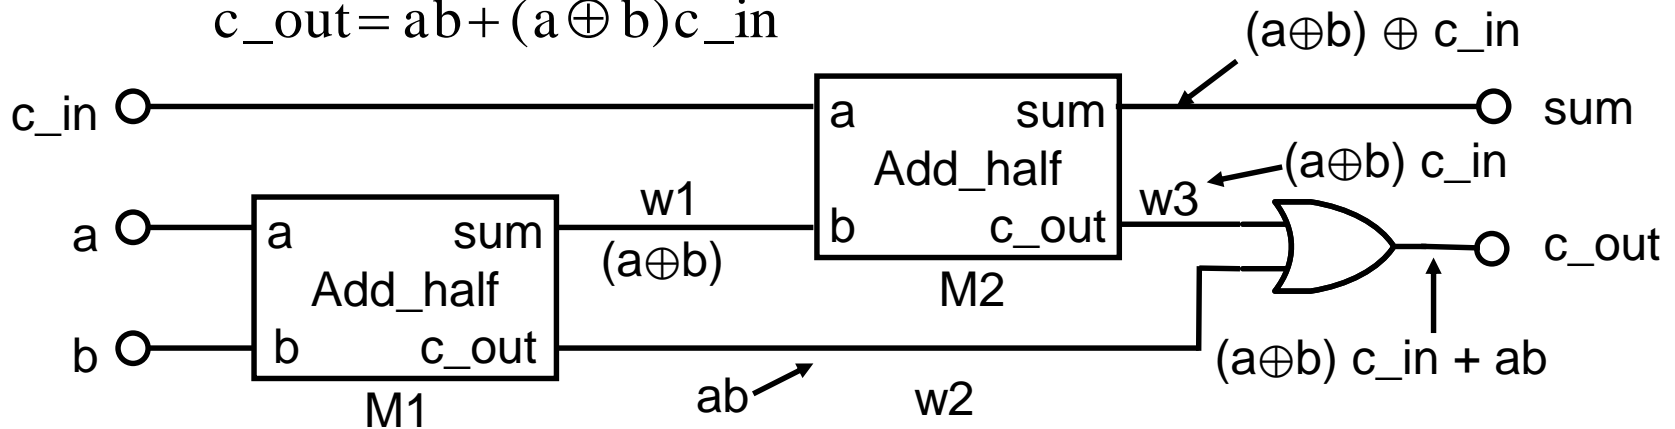 c_out = ab + (a ⊕ b)c_in
(a⊕b) ⊕ c_in
c_in
a
sum
sum
Add_half
(a⊕b) c_in
w1
w3
a
a
sum
b
c_out
c_out
(a⊕b)
Add_half
M2
b
b
c_out
(a⊕b) c_in + ab
ab
w2
M1